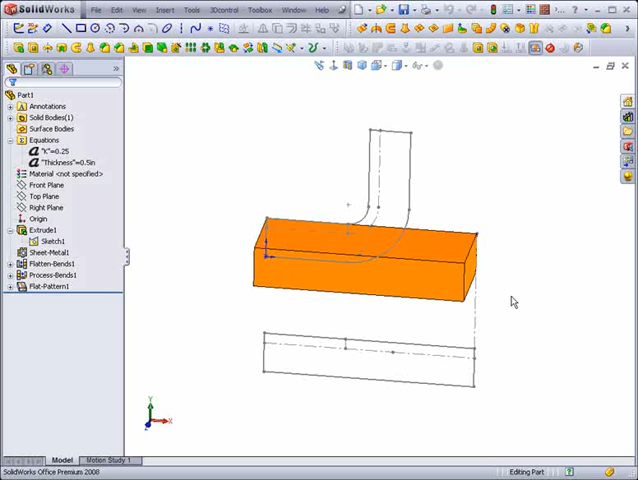 SolidWorks File Edit View Insert Tools 3DControl Toolbox Window Help
Part1
Annotations
Solid Bodies(1)
Surface Bodies
Equations
"K"=0.25
"Thickness"=0.5in
Material <not specified>
Front Plane
Top Plane
Right Plane
Origin
Extrude1
Sketch1
Sheet-Metal1
Flatten-Bends1
Process-Bends1
Flat-Pattern1
Y
X
Z
Model Motion Study 1
SolidWorks Office Premium 2008 Editing Part